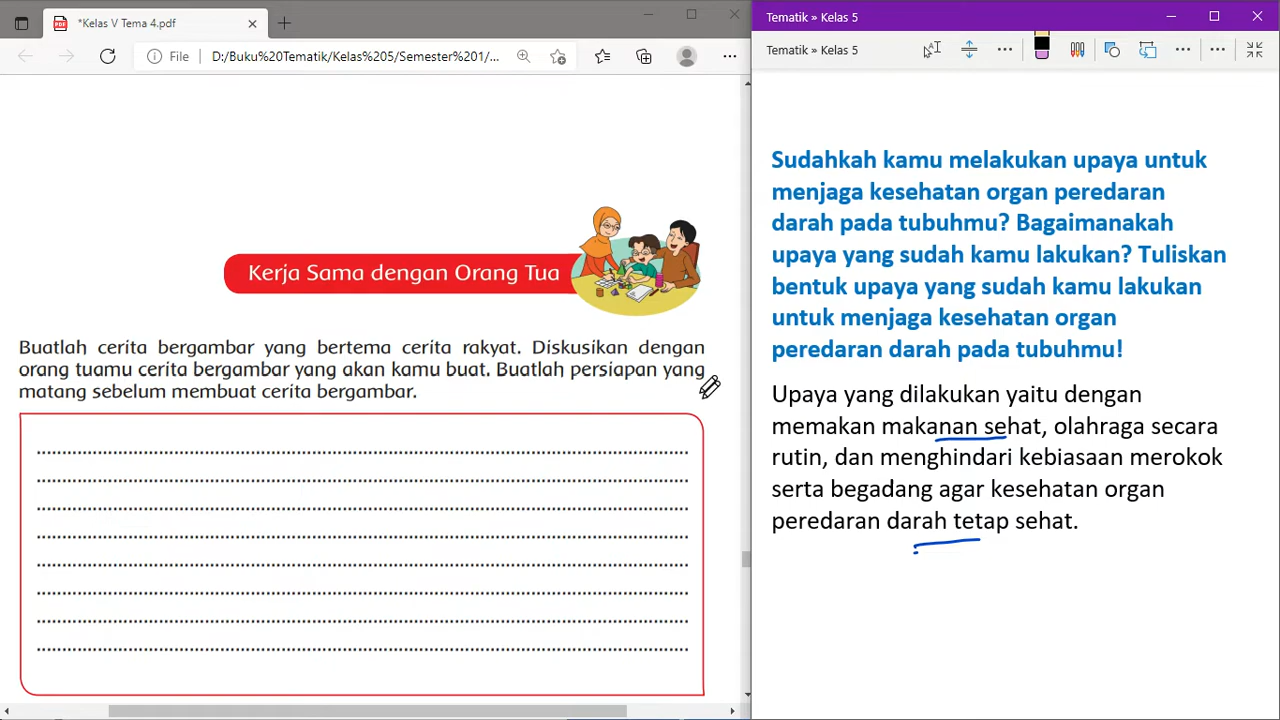 *Kelas V Tema 4.pdf
File
D:/Buku%20Tematik/Kelas%205/Semester%201/...
Kerja Sama dengan Orang Tua
Buatlah cerita bergambar yang bertema cerita rakyat. Diskusikan dengan
orang tuamu cerita bergambar yang akan kamu buat. Buatlah persiapan yang
matang sebelum membuat cerita bergambar.
Tematik » Kelas 5
Tematik » Kelas 5
Sudahkah kamu melakukan upaya untuk
menjaga kesehatan organ peredaran
darah pada tubuhmu? Bagaimanakah
upaya yang sudah kamu lakukan? Tuliskan
bentuk upaya yang sudah kamu lakukan
untuk menjaga kesehatan organ
peredaran darah pada tubuhmu!
Upaya yang dilakukan yaitu dengan
memakan makanan sehat, olahraga secara
rutin, dan menghindari kebiasaan merokok
serta begadang agar kesehatan organ
peredaran darah tetap sehat.